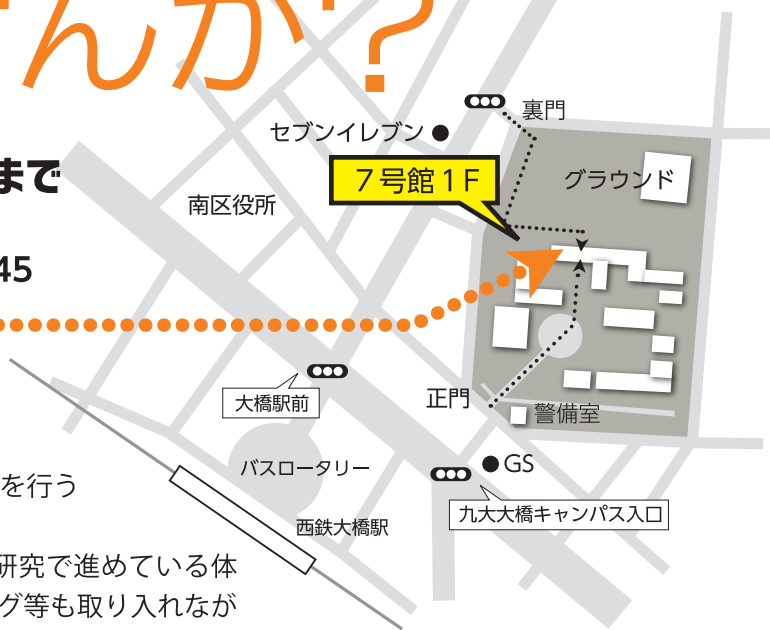 んか？
まで
45
裏門
セブンイレブン
7号館1F
グラウンド
南区役所
大橋駅前
正門
警備室
バスロータリー
GS
九大大橋キャンパス入口
西鉄大橋駅
を行う
研究で進めている体
グ等も取り入れなが